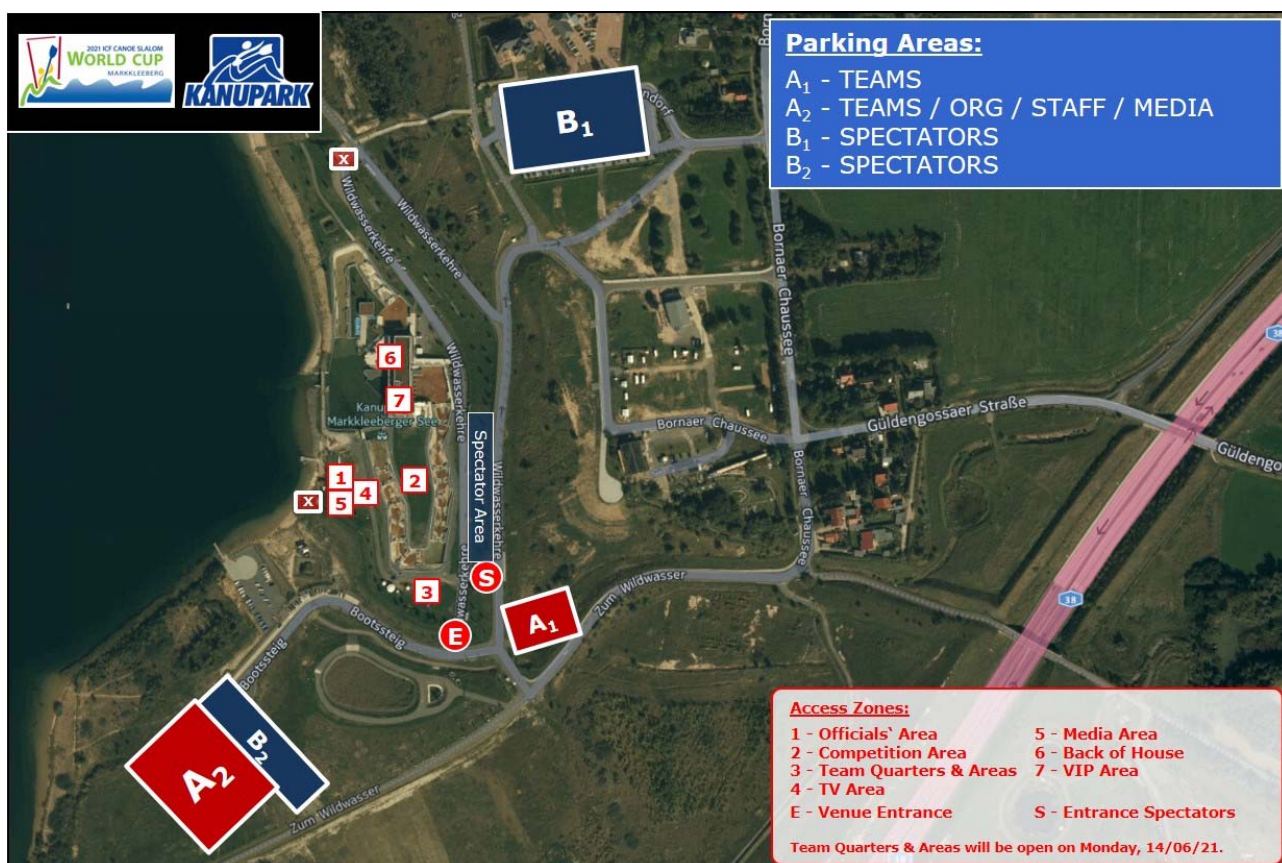 2021 ICF CANOE SLALOM
WORLD CUP
MARKKLEEBERG
KANUPARK
Parking Areas:
A₁ - TEAMS
A₂ - TEAMS / ORG / STAFF / MEDIA
B₁ - SPECTATORS
B₂ - SPECTATORS
B₁
X
Wildwasserkehre
Wildwasserkehre
Bornaer Chaussee
38
6
7
Kanu
Markkleeberger See
Wildwasserkehre
Bornaer Chaussee
Güldengossaer Straße
Spectator Area
Wildwasserkehre
1
4
2
5
X
Bornaer Chaussee
S
3
E
A₁
Zum Wildwasser
38
Bootssteig
Bootssteig
B₂
A₂
Zum Wildwasser
Access Zones:
1 - Officials' Area
2 - Competition Area
3 - Team Quarters & Areas
4 - TV Area
E - Venue Entrance
5 - Media Area
6 - Back of House
7 - VIP Area
S - Entrance Spectators
Team Quarters & Areas will be open on Monday, 14/06/21.